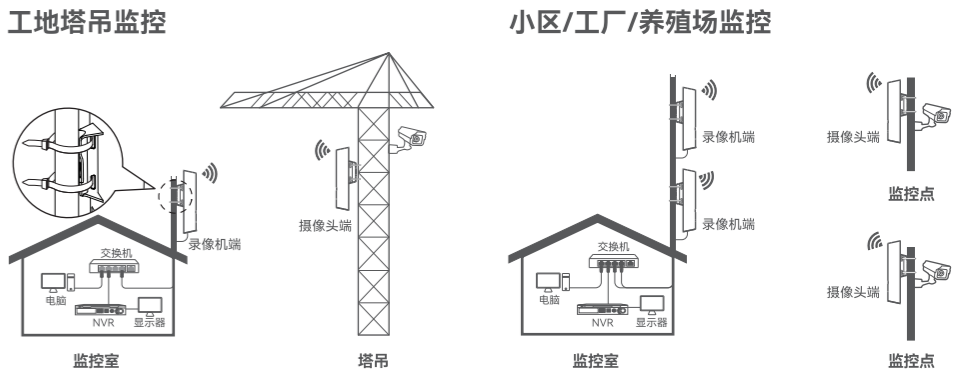 工地塔吊监控
小区/工厂/养殖场监控
录像机端
摄像头端
交换机
电脑
NVR
显示器
监控室
塔吊
录像机端
录像机端
交换机
电脑
NVR
显示器
监控室
摄像头端
监控点
摄像头端
监控点